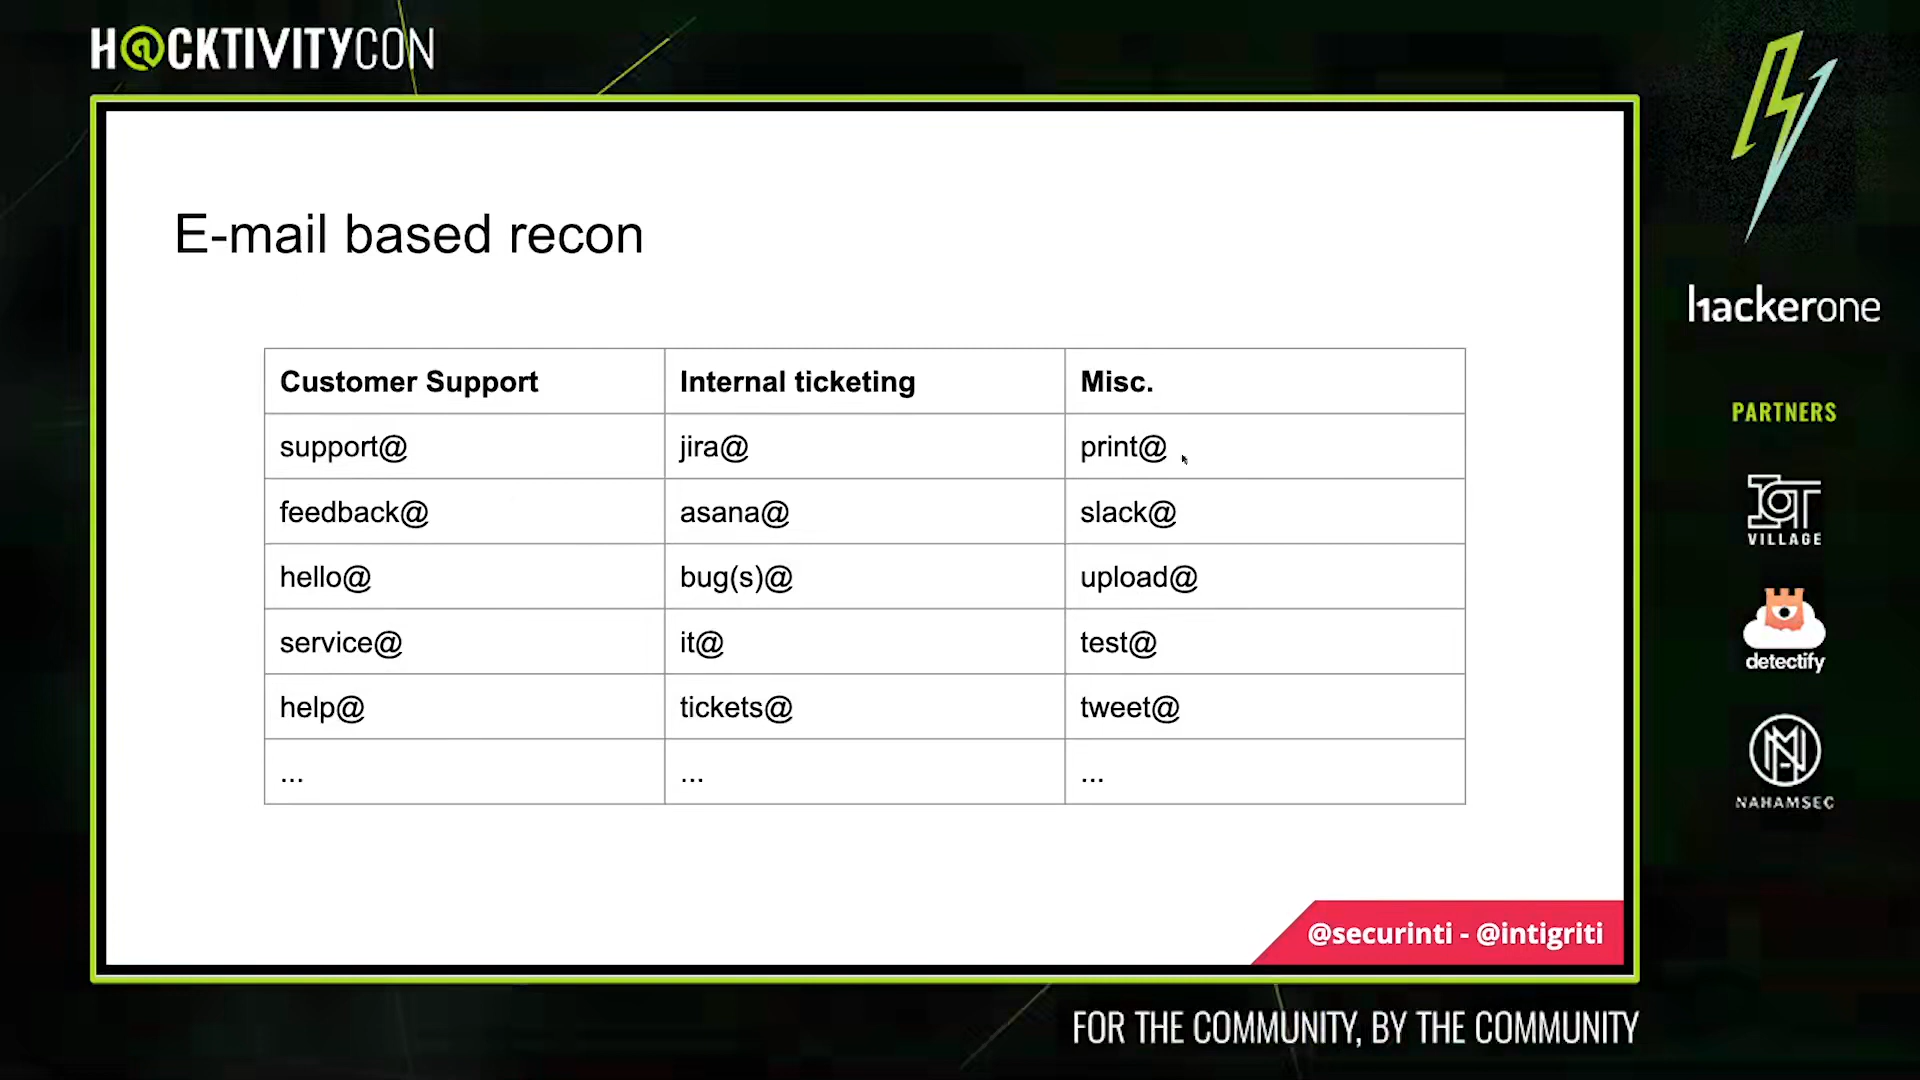 H@CKTIVITYCON
E-mail based recon
Customer Support Internal ticketing Misc.
support@ jira@ print@
feedback@ asana@ slack@
hello@ bug(s)@ upload@
service@ it@ test@
help@ tickets@ tweet@
... ... ...
@securinti - @intigriti
FOR THE COMMUNITY, BY THE COMMUNITY
hackerone
PARTNERS
IOT
VILLAGE
detectify
NAHAMSEC